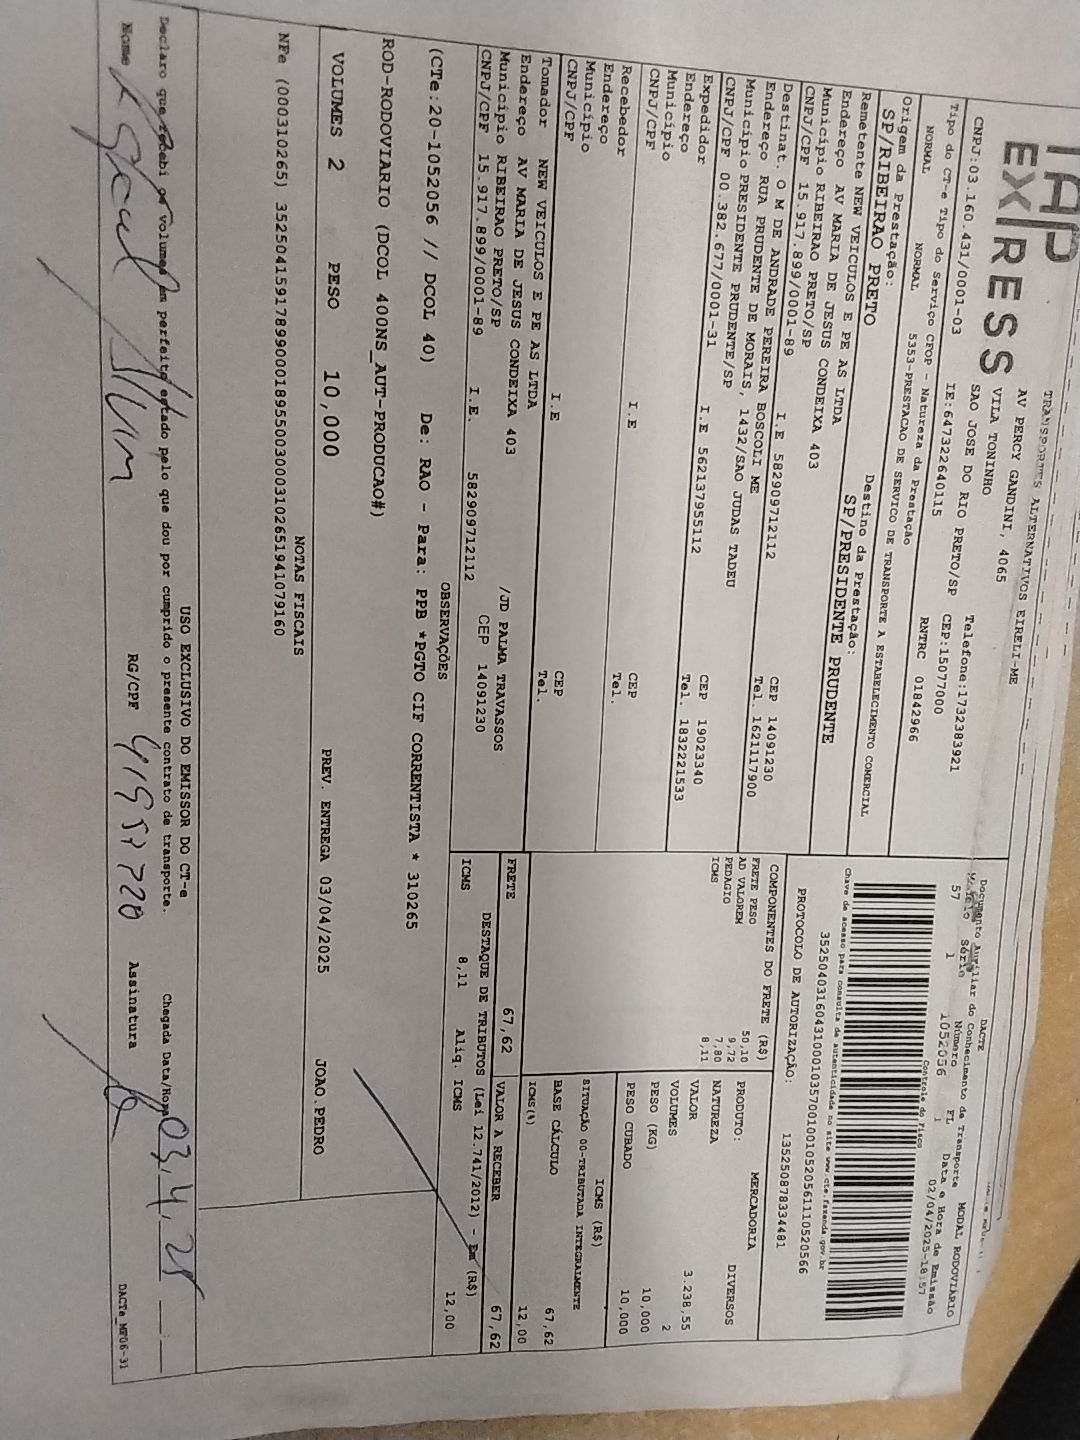 TAP
EXPRESS
TRANSPORTES ALTERNATIVOS EIRELI-ME
AV PERCY GANDINI, 4065
VILA TONINHO
SAO JOSE DO RIO PRETO/SP
Telefone:1732383921
CNPJ:03.160.431/0001-03
IE:647322640115
CEP:15077000
Tipo do CT-e Tipo do Serviço CFOP - Natureza da Prestação
RNTRC 01842966
NORMAL NORMAL 5353-PRESTACAO DE SERVICO DE TRANSPORTE A ESTABELECIMENTO COMERCIAL
Origem da Prestação: Destino da Prestação:
SP/RIBEIRAO PRETO SP/PRESIDENTE PRUDENTE
Remetente NEW VEICULOS E PE AS LTDA
Endereço AV MARIA DE JESUS CONDEIXA 403
Município RIBEIRAO PRETO/SP CEP 14091230
CNPJ/CPF 15.917.899/0001-89 I.E 582909712112 Tel. 1621117900
Destinat. O M DE ANDRADE PEREIRA BOSCOLI ME
Endereço RUA PRUDENTE DE MORAIS, 1432/SAO JUDAS TADEU
Município PRESIDENTE PRUDENTE/SP CEP 19023340
CNPJ/CPF 00.382.677/0001-31 I.E 562137955112 Tel. 1832221533
Expedidor
Endereço
Município CEP
CNPJ/CPF I.E Tel.
Recebedor
Endereço
Município CEP
CNPJ/CPF I.E Tel.
Tomador NEW VEICULOS E PE AS LTDA
Endereço AV MARIA DE JESUS CONDEIXA 403 /JD PALMA TRAVASSOS
Município RIBEIRAO PRETO/SP CEP 14091230
CNPJ/CPF 15.917.899/0001-89 I.E. 582909712112
DACTE MODAL RODOVIÁRIO
Documento Auxiliar do Conhecimento de Transporte
Modelo Série Número FL Data e Hora de Emissão
57 1 1052056 1 02/04/2025-18:57
Controle do Fisco
Chave de acesso para consulta de autenticidade no site www.cte.fazenda.gov.br
35250403160431000103570010010520561110520566
PROTOCOLO DE AUTORIZAÇÃO: 135250878334481
COMPONENTES DO FRETE (R$)
FRETE PESO 50,10
AD VALOREM 9,72
PEDAGIO 7,80
ICMS 8,11
PRODUTO: MERCADORIA
NATUREZA DIVERSOS
VALOR 3.238,55
VOLUMES 2
PESO (KG) 10,000
PESO CUBADO 10,000
ICMS (R$)
SITUAÇÃO 00-TRIBUTADA INTEGRALMENTE
BASE CÁLCULO 67,62
ICMS(%) 12,00
FRETE 67,62 VALOR A RECEBER 67,62
DESTAQUE DE TRIBUTOS (Lei 12.741/2012) - Em (R$)
ICMS 8,11 Aliq. ICMS 12,00
OBSERVAÇÕES
(CTe:20-1052056 // DCOL 40) De: RAO - Para: PPB *PGTO CIF CORRENTISTA * 310265
ROD-RODOVIARIO (DCOL 400NS_AUT-PRODUCAO#)
VOLUMES 2 PESO 10,000 PREV. ENTREGA 03/04/2025 JOAO.PEDRO
NOTAS FISCAIS
NFe (000310265) 35250415917899000189550030003102651941079160
USO EXCLUSIVO DO EMISSOR DO CT-e
Declaro que recebi os volumes em perfeito estado pelo que dou por cumprido o presente contrato de transporte. Chegada Data/Hora 03, 4, 25
Nome RG/CPF Assinatura
DACTe_MF06-31